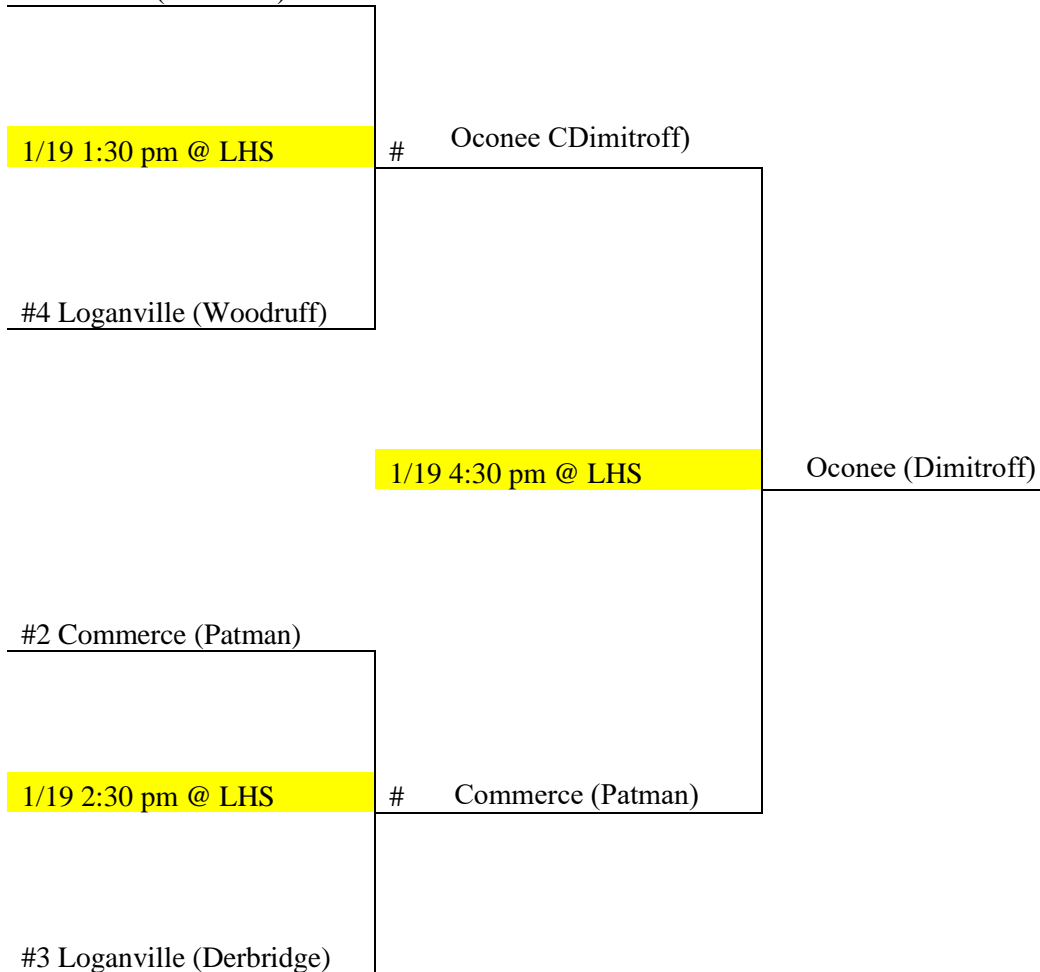 1/19 1:30 pm @ LHS
# Oconee CDimitroff)
#4 Loganville (Woodruff)
1/19 4:30 pm @ LHS
Oconee (Dimitroff)
#2 Commerce (Patman)
1/19 2:30 pm @ LHS
# Commerce (Patman)
#3 Loganville (Derbridge)